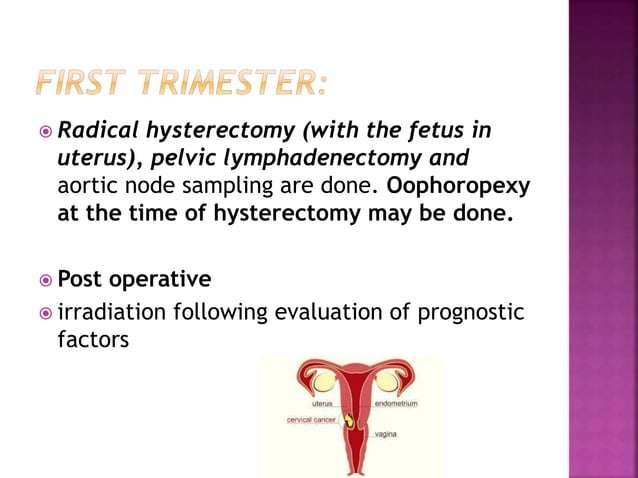 FIRST TRIMESTER:
Radical hysterectomy (with the fetus in
uterus), pelvic lymphadenectomy and
aortic node sampling are done. Oophoropexy
at the time of hysterectomy may be done.
Post operative
irradiation following evaluation of prognostic
factors
uterus
endometrium
cervical cancer
vagina